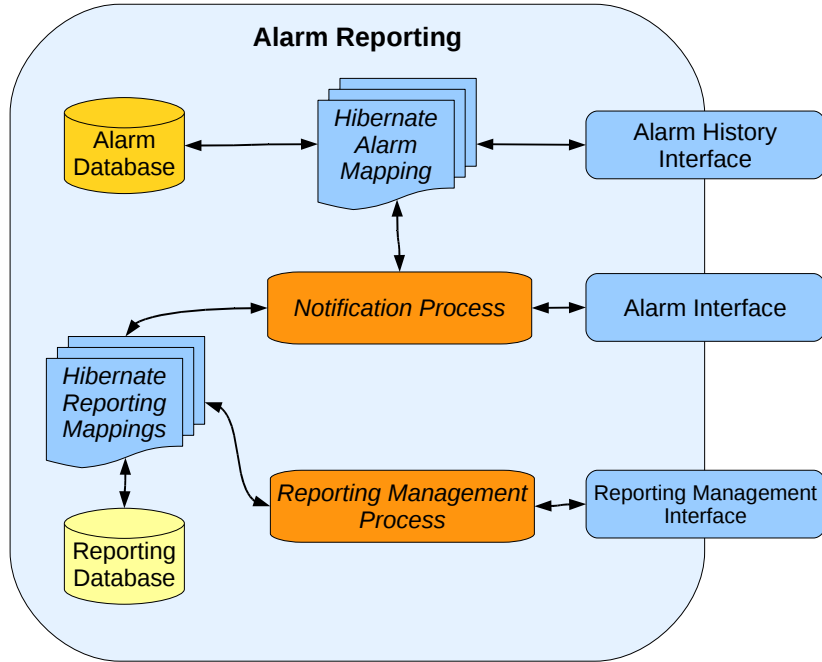 Alarm Reporting
Alarm
Database
Hibernate
Alarm
Mapping
Alarm History
Interface
Notification Process
Alarm Interface
Hibernate
Reporting
Mappings
Reporting Management
Process
Reporting Management
Interface
Reporting
Database